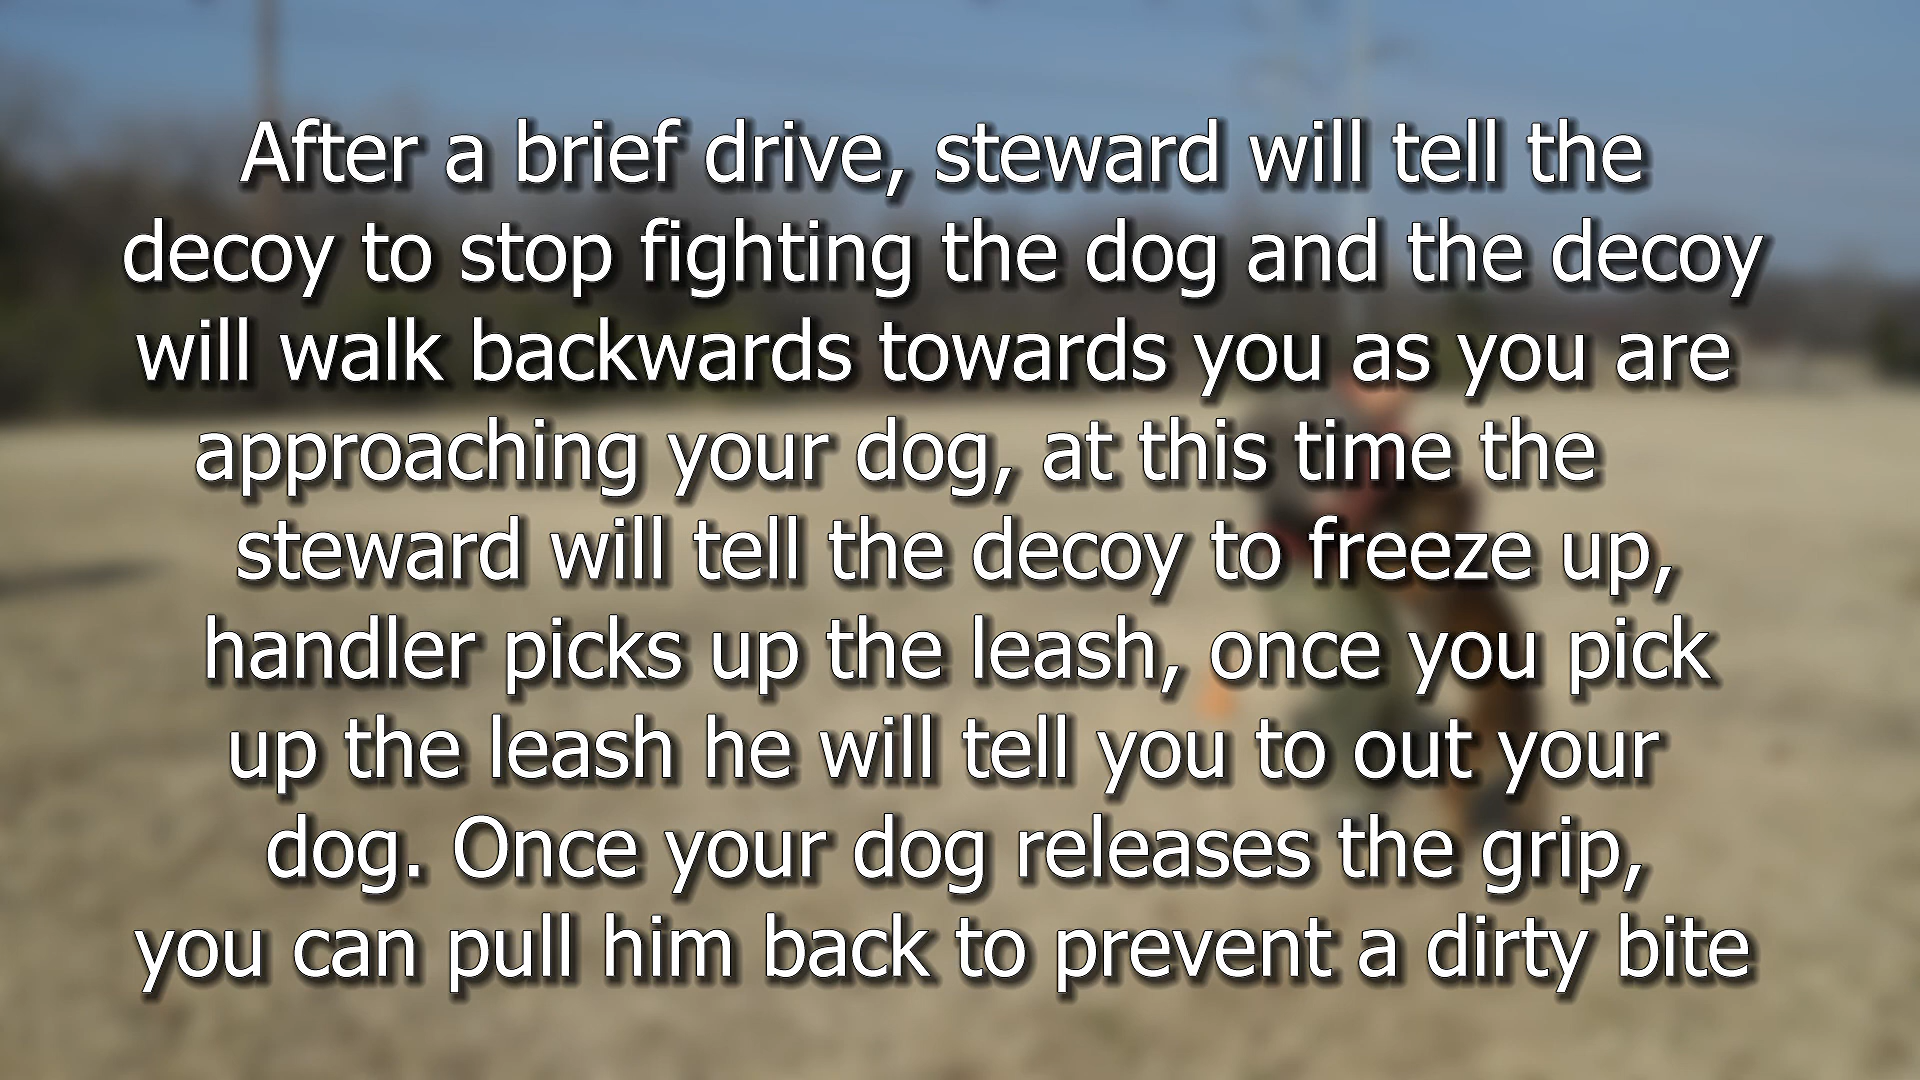 After a brief drive, steward will tell the
decoy to stop fighting the dog and the decoy
will walk backwards towards you as you are
approaching your dog, at this time the
steward will tell the decoy to freeze up,
handler picks up the leash, once you pick
up the leash he will tell you to out your
dog. Once your dog releases the grip,
you can pull him back to prevent a dirty bite